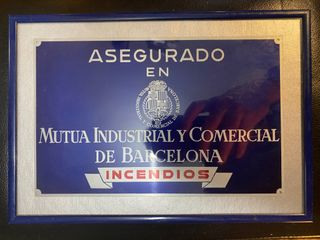 ASEGURADO
EN
MUTUA INDUSTRIAL Y COMERCIAL
DE BARCELONA
INCENDIOS